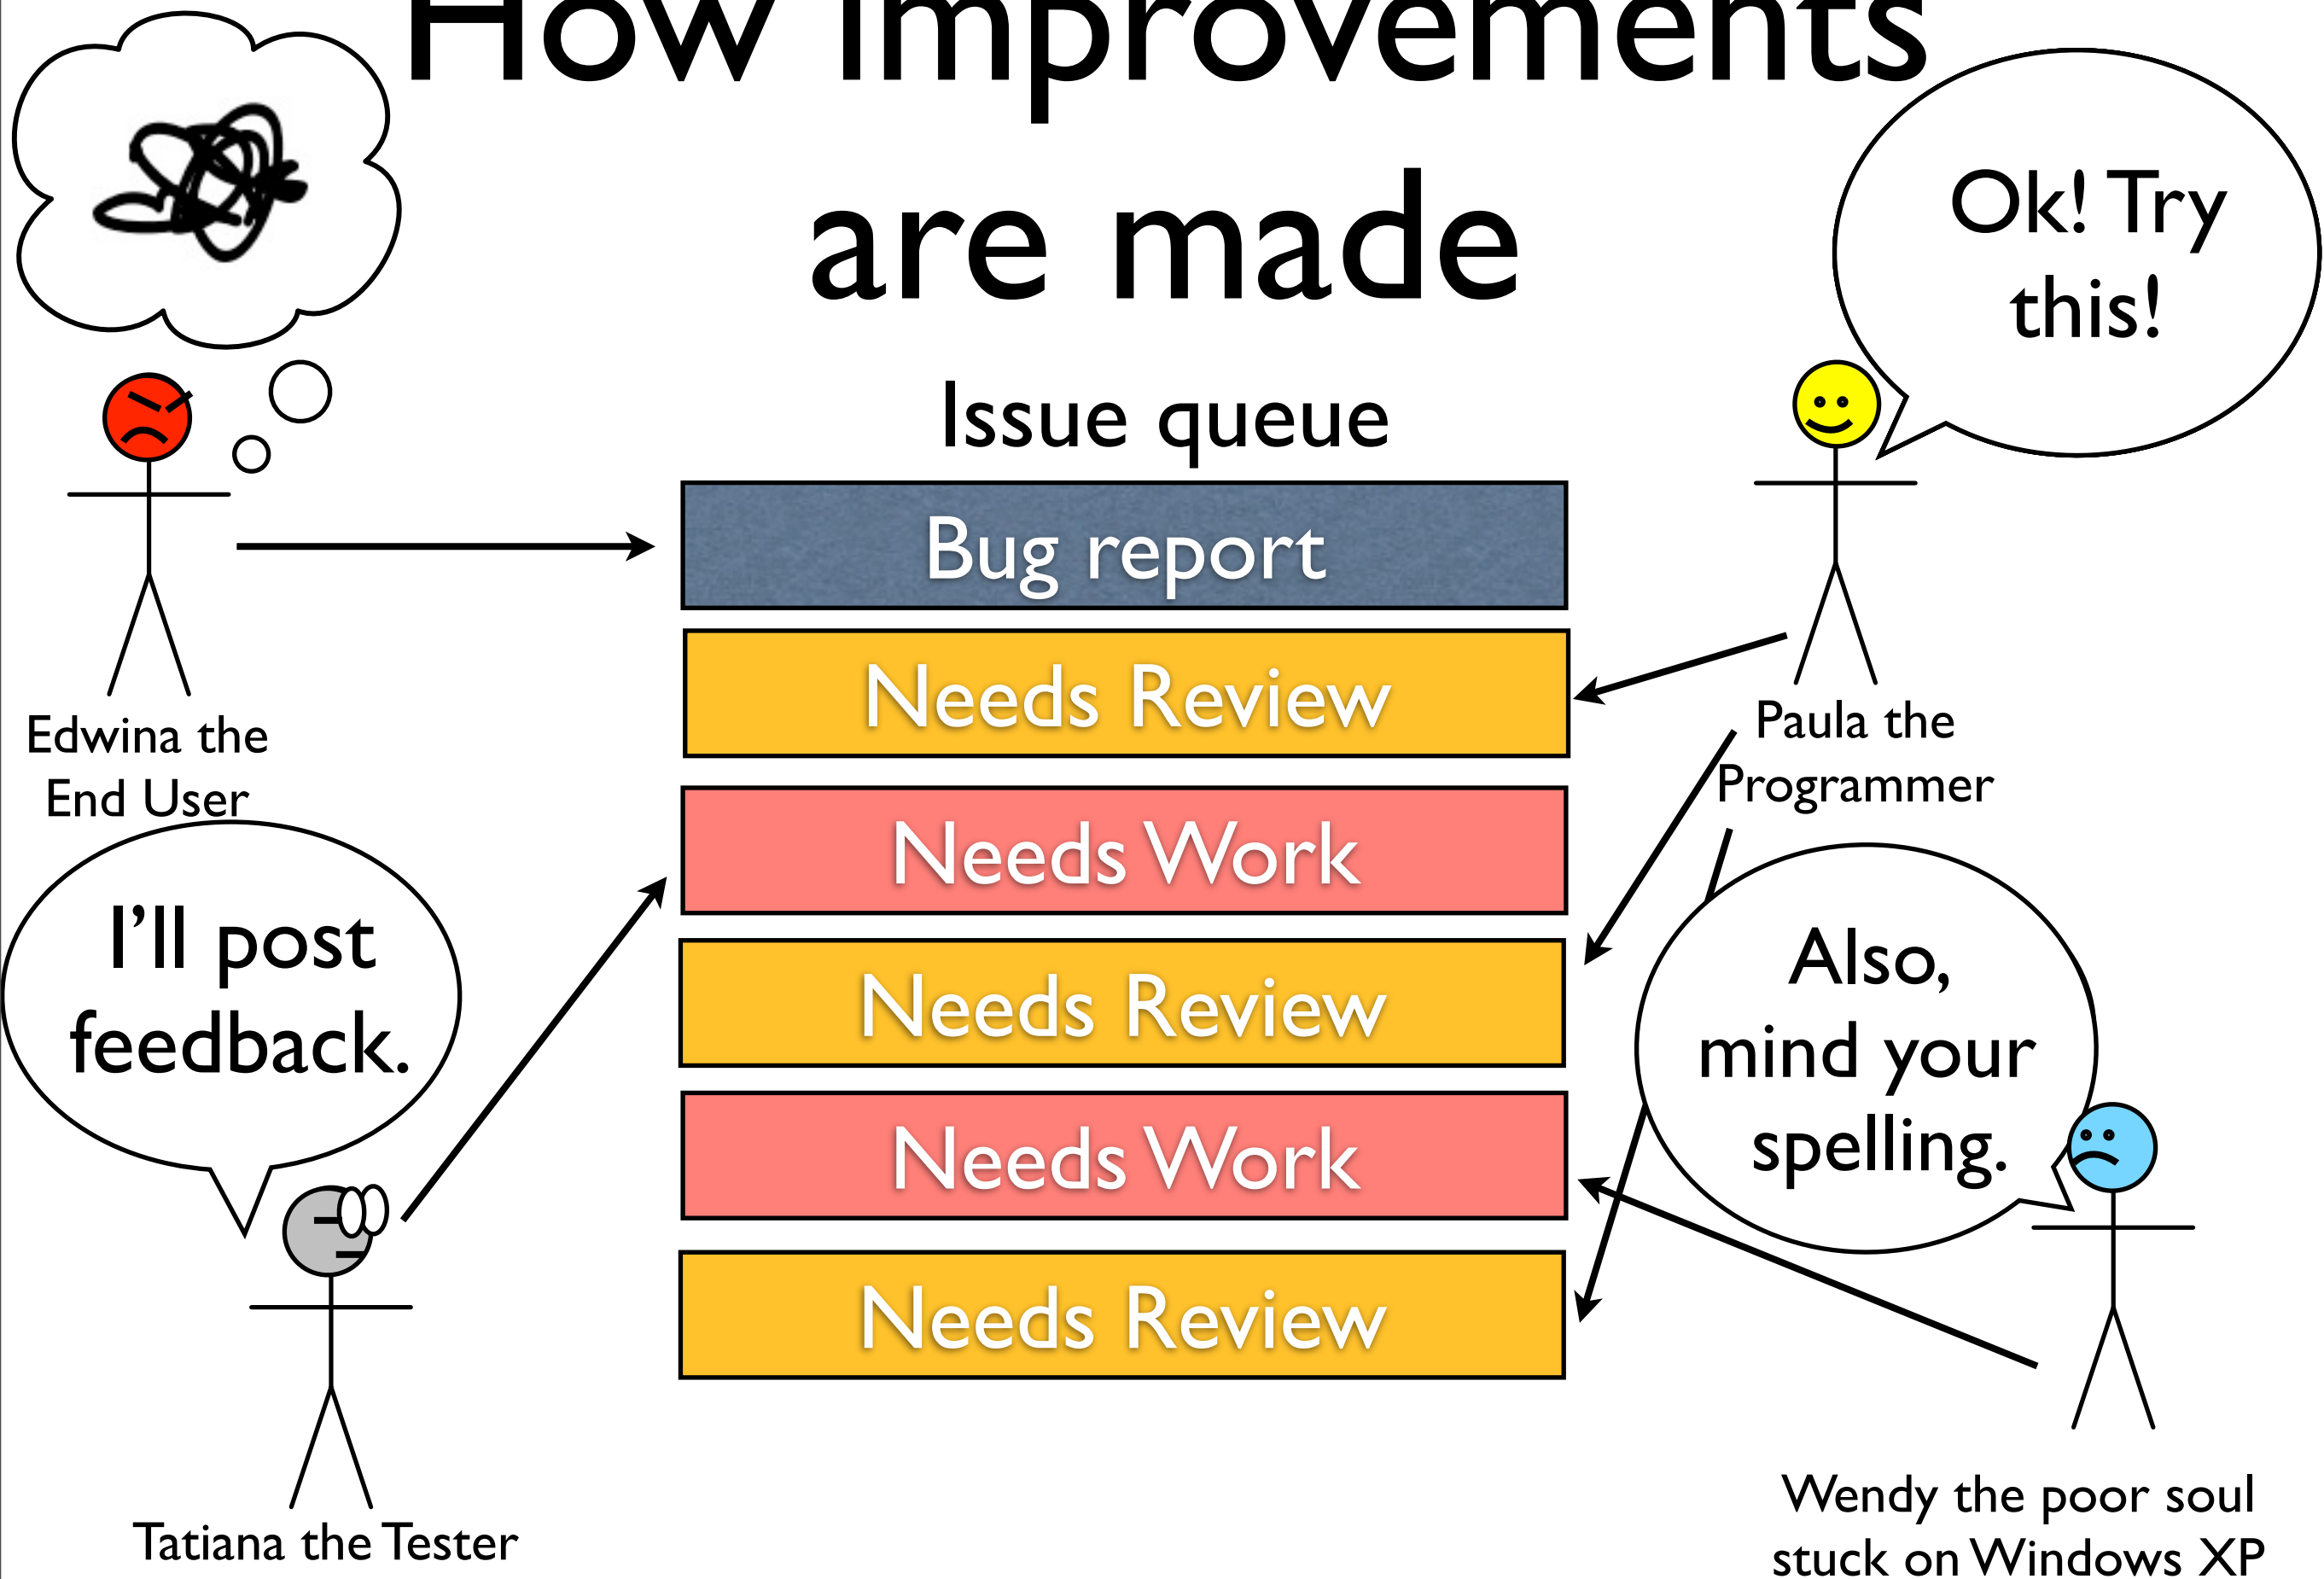 How improvements
are made
Ok! Try
this!
Issue queue
Bug report
Needs Review
Needs Work
Needs Review
Needs Work
Needs Review
Edwina the
End User
Paula the
Programmer
I’ll post
feedback.
Also,
mind your
spelling.
Tatiana the Tester
Wendy the poor soul
stuck on Windows XP